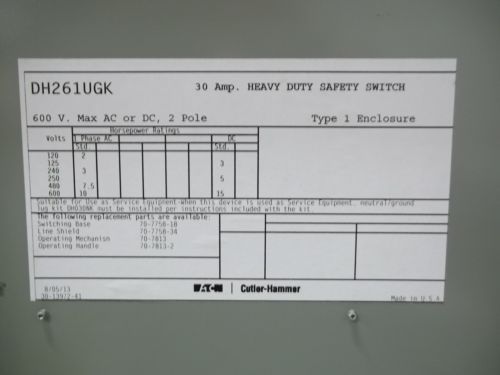 DH261UGK 30 Amp. HEAVY DUTY SAFETY SWITCH
600 V. Max AC or DC, 2 Pole Type 1 Enclosure
Horsepower Ratings
Volts 1 Phase AC DC
Std. Std.
120 2
125 3
240 3
250 5
480 7.5
600 10 15
Suitable for Use as Service Equipment-When this device is used as Service Equipment, neutral/ground
lug kit must be installed per instructions included with the kit.
The following replacement parts are available:
Switching Base 70-7758-18
Line Shield 70-7758-34
Operating Mechanism 70-7813
Operating Handle 70-7813-2
8/05/13 EATON | Cutler-Hammer
30-13972-41 Made in U.S.A